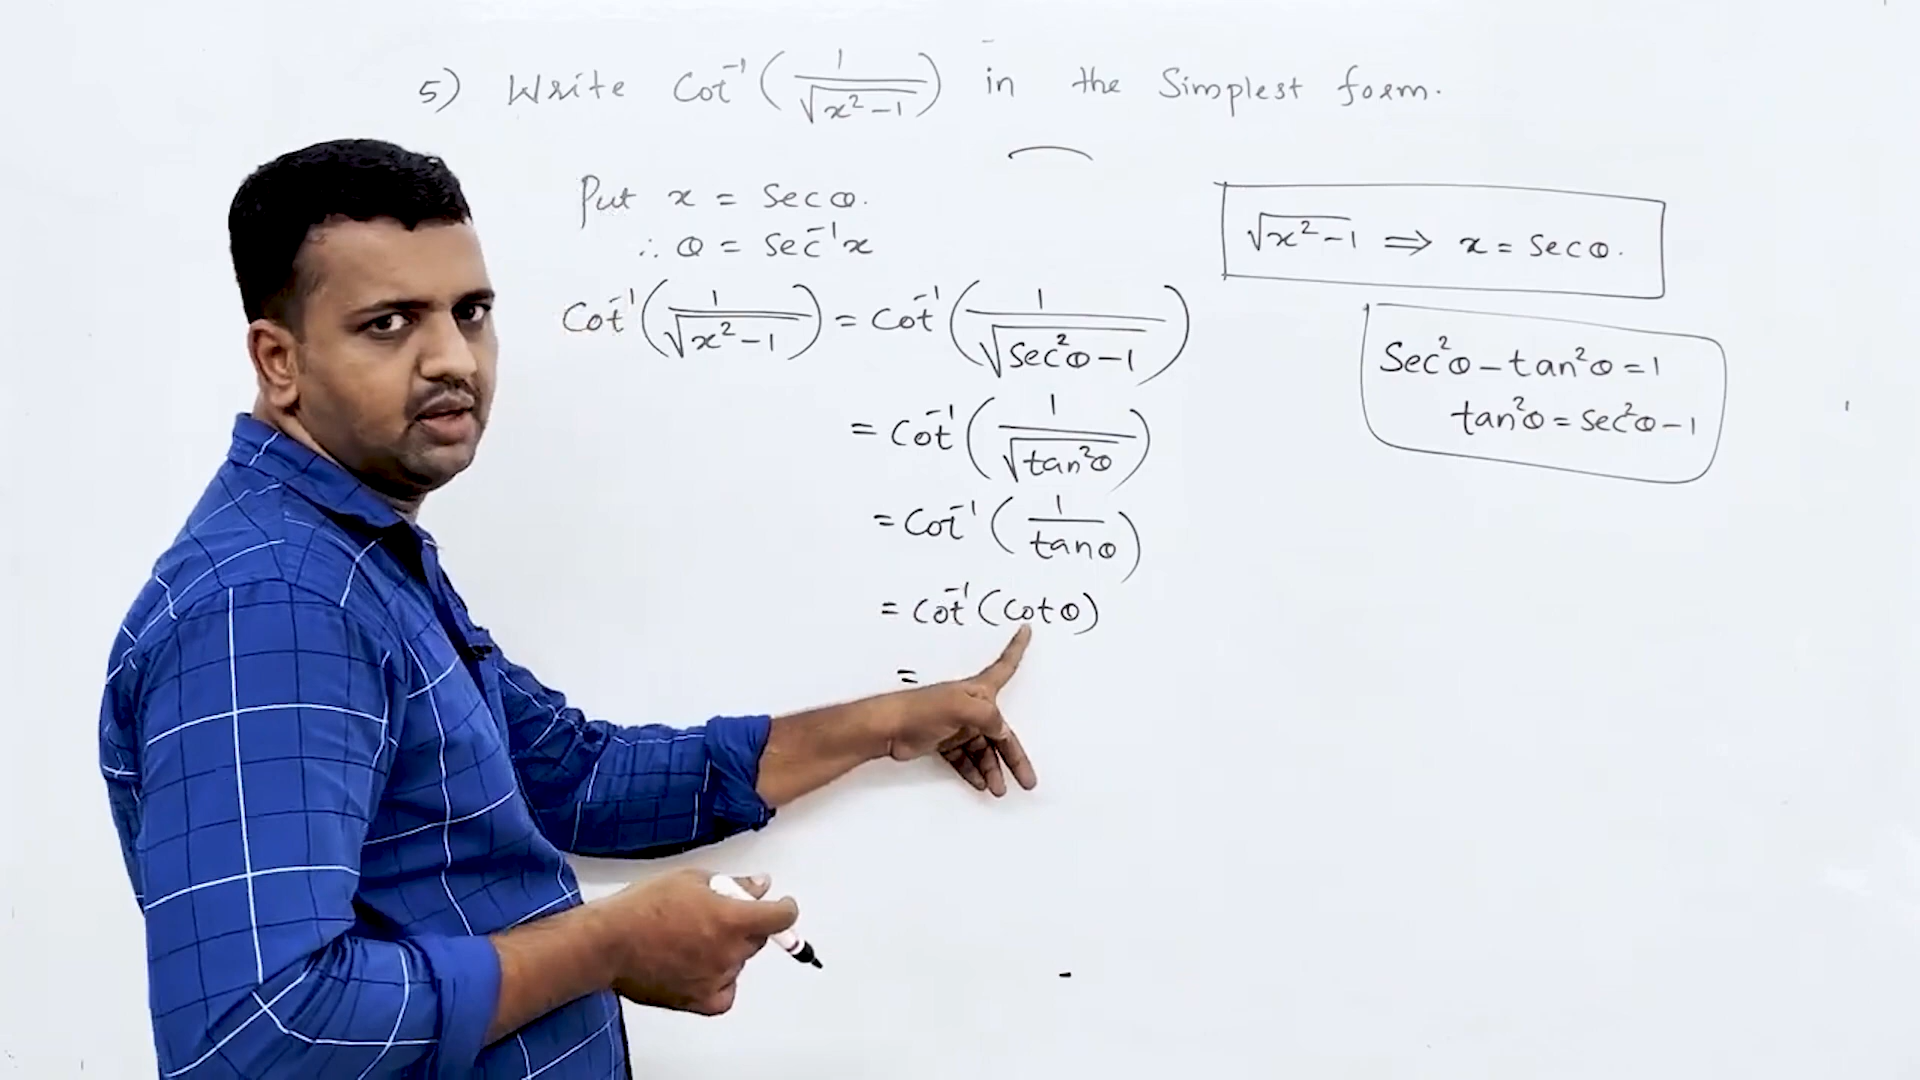 5) Write Cot⁻¹(1/√(x²−1)) in the Simplest form.
Put x = Secθ.
∴ θ = Sec⁻¹x
Cot⁻¹(1/√(x²−1)) = Cot⁻¹(1/√(Sec²θ−1))
= Cot⁻¹(1/√(tan²θ))
= Cot⁻¹(1/tanθ)
= Cot⁻¹(Cotθ)
=
√(x²−1) ⇒ x = Secθ.
Sec²θ − tan²θ = 1
tan²θ = Sec²θ − 1